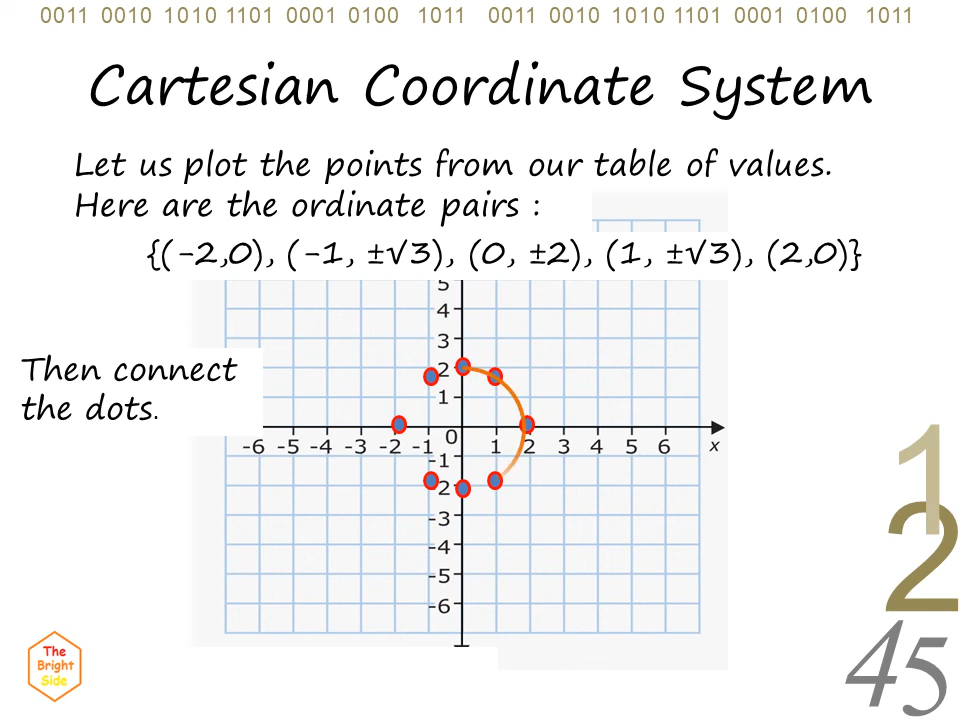 0011 0010 1010 1101 0001 0100 1011 0011 0010 1010 1101 0001 0100 1011
Cartesian Coordinate System
Let us plot the points from our table of values.
Here are the ordinate pairs :
{(-2,0), (-1, ±√3), (0, ±2), (1, ±√3), (2,0)}
5
4
3
Then connect
the dots.
2
1
0
-6 -5 -4 -3 -2 -1 1 2 3 4 5 6 x
-1
2
-3
-4
-5
-6
1
2
45
The
Bright
Side